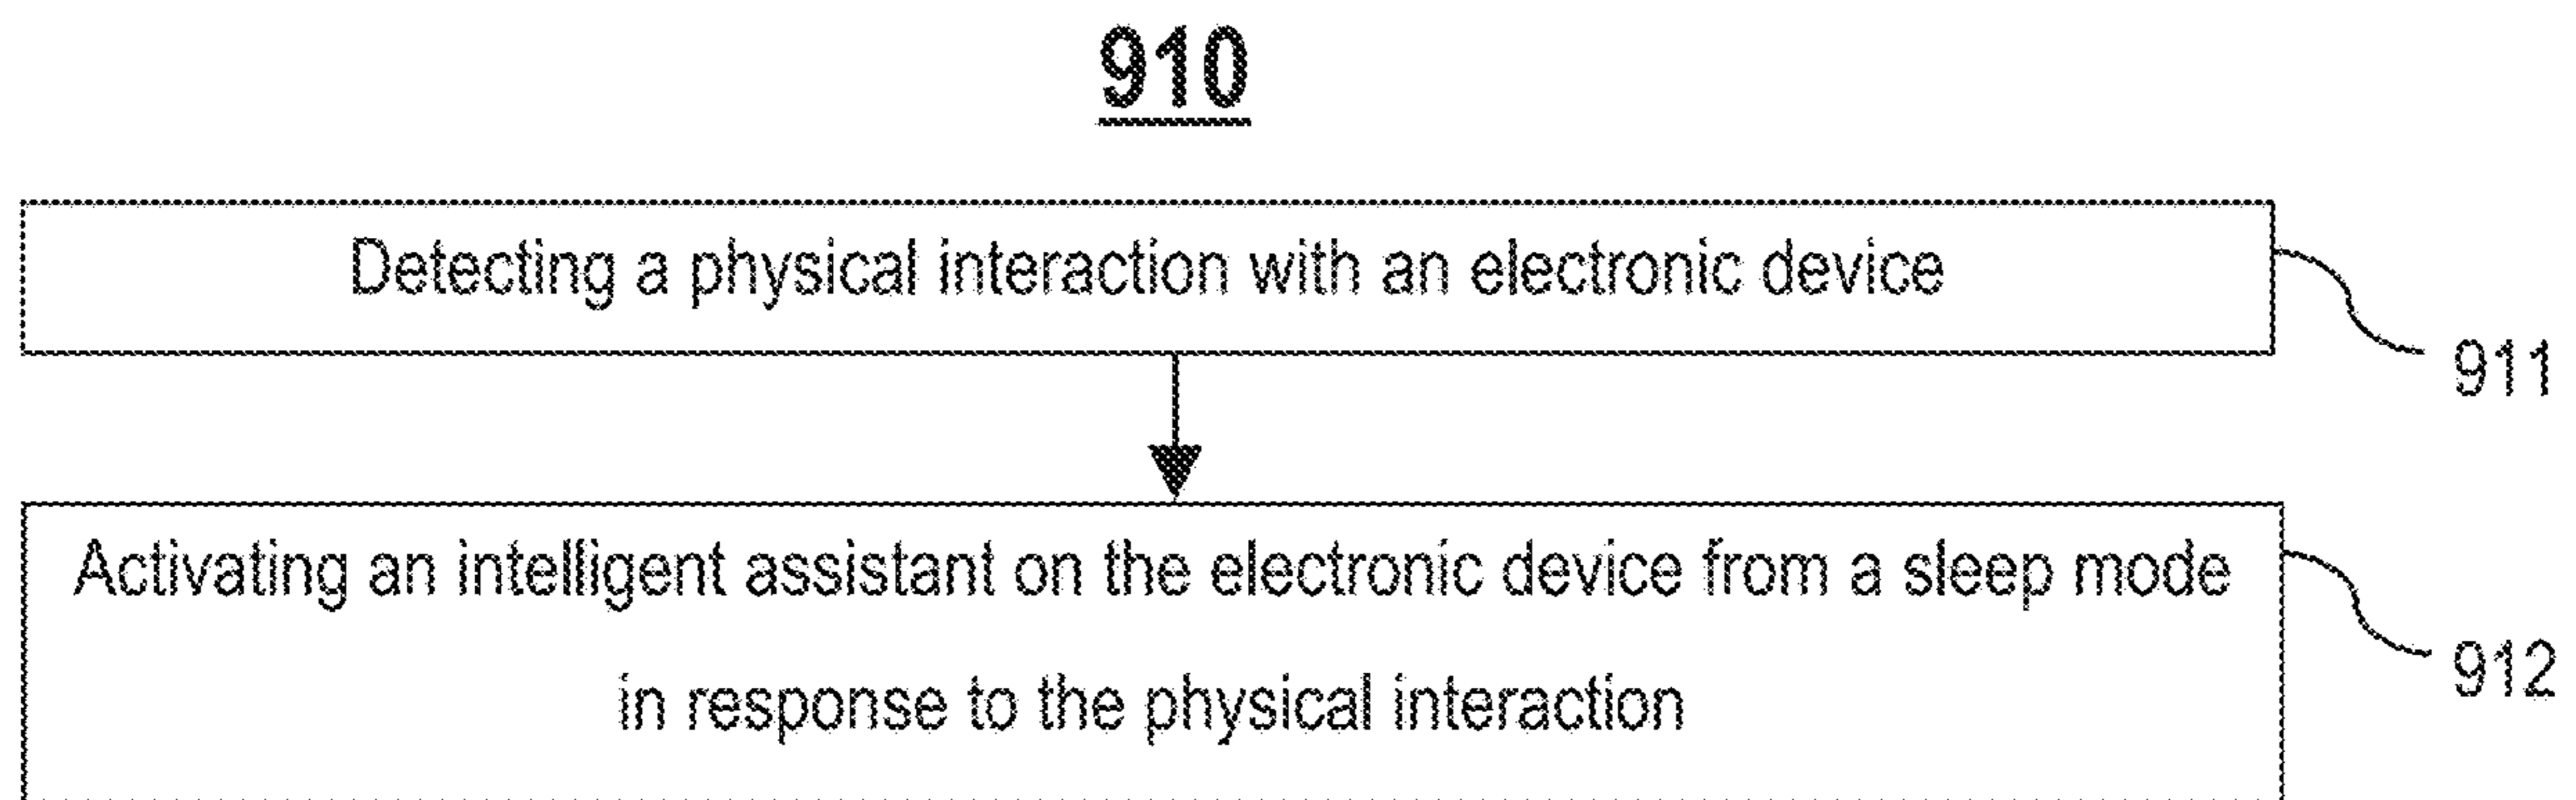 910
Detecting a physical interaction with an electronic device
911
Activating an intelligent assistant on the electronic device from a sleep mode
in response to the physical interaction
912